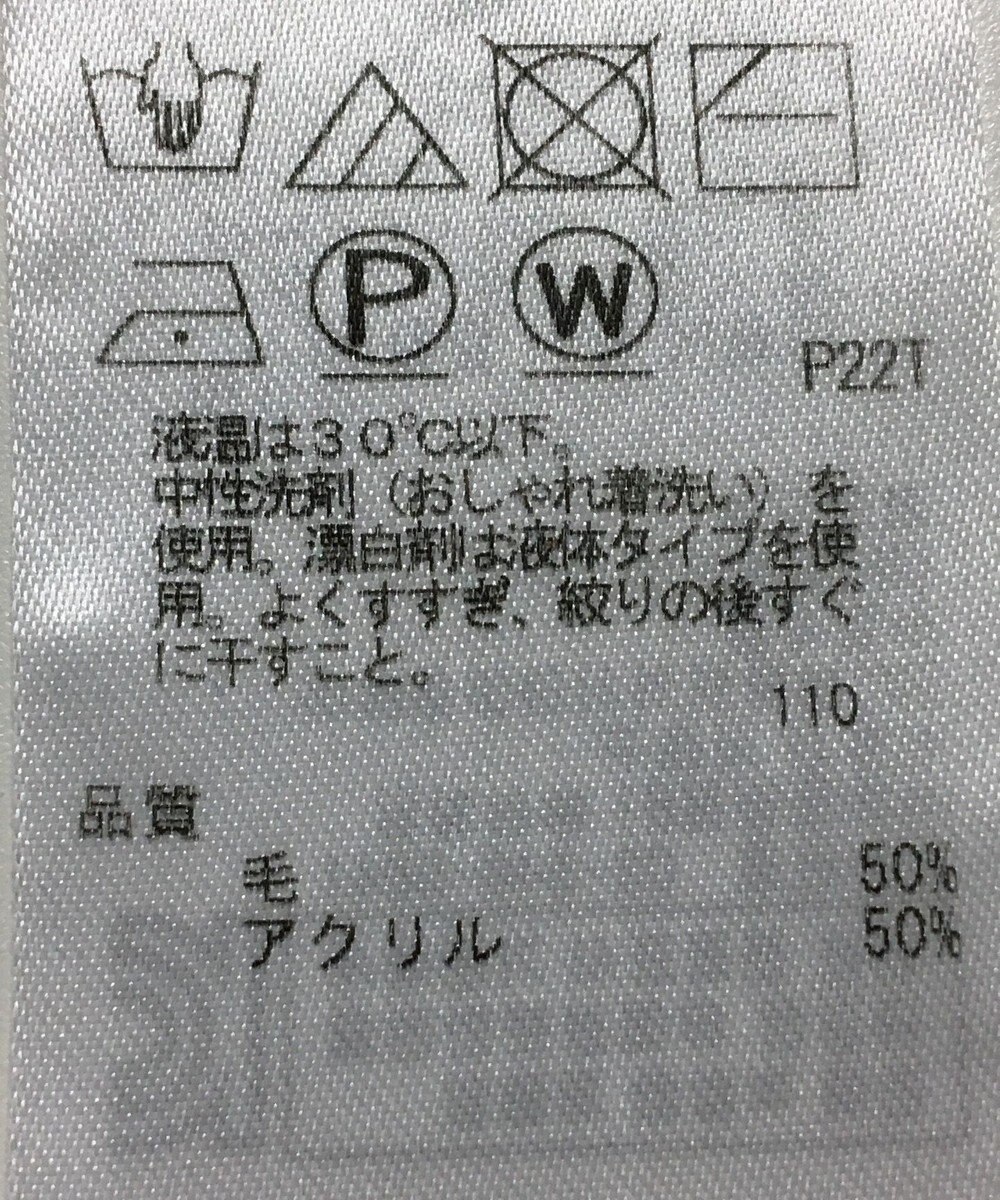 P W
P22T
液温は30℃以下。
中性洗剤（おしゃれ着洗い）を
使用。漂白剤は液体タイプを使
用。よくすすぎ、絞りの後すぐ
に干すこと。
110
品質
毛 50%
アクリル 50%